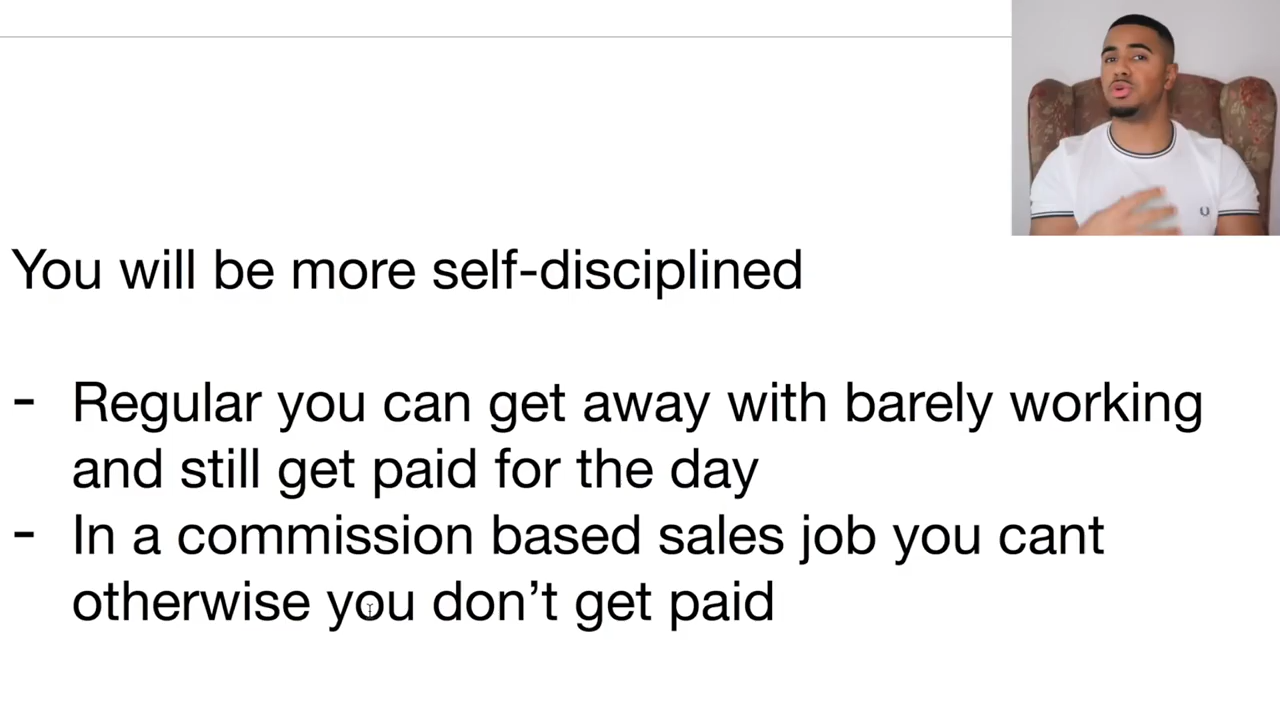 You will be more self-disciplined
- Regular you can get away with barely working
and still get paid for the day
- In a commission based sales job you cant
otherwise you don’t get paid